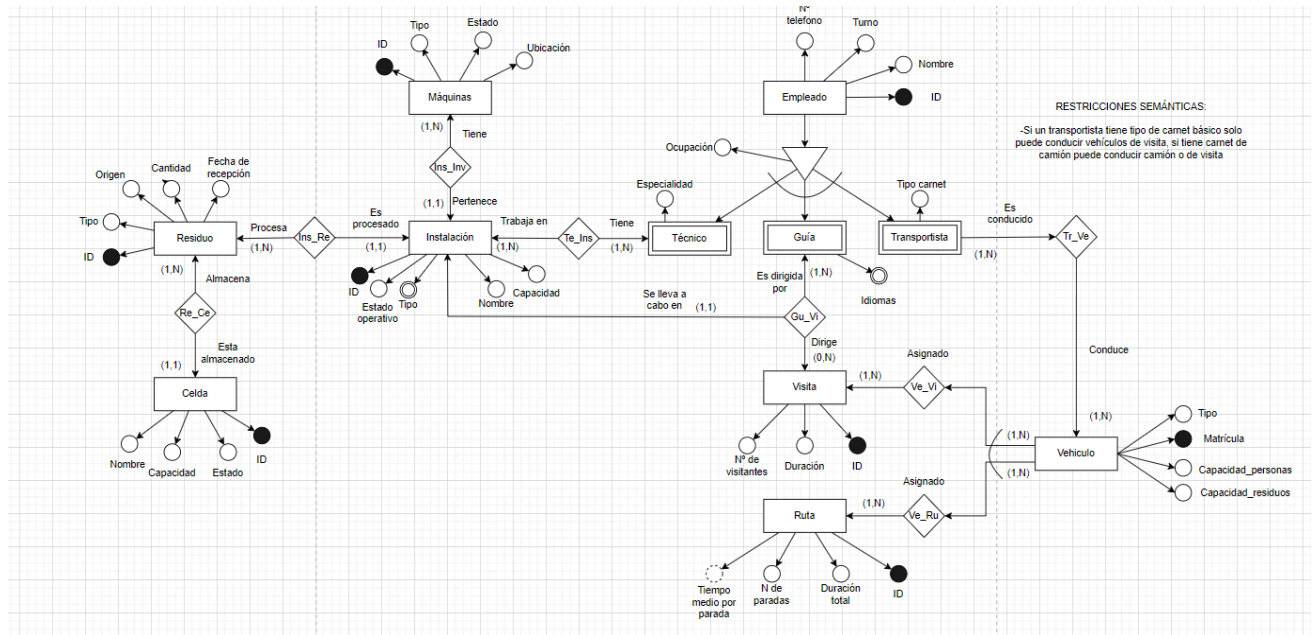 Nº
telefono
Turno
Nombre
ID
Empleado
Tipo
Estado
ID
Ubicación
Máquinas
(1,N)
Tiene
Ins_Inv
(1,1)
Pertenece
RESTRICCIONES SEMÁNTICAS:
-Si un transportista tiene tipo de carnet básico solo
puede conducir vehículos de visita, si tiene carnet de
camión puede conducir camión o de visita
Ocupación
Especialidad
Tipo carnet
Origen
Cantidad
Fecha de
recepción
Tipo
ID
Residuo
Procesa
(1,N)
Ins_Re
Es
procesado
(1,1)
Instalación
Trabaja en
(1,N)
Te_Ins
Tiene
(1,N)
Técnico
Guía
Transportista
Es
conducido
(1,N)
Tr_Ve
(1,N)
Almacena
Re_Ce
Esta
almacenado
(1,1)
Celda
Nombre
Capacidad
Estado
ID
ID
Estado
operativo
Tipo
Nombre
Capacidad
Se lleva a
cabo en
(1,1)
Es dirigida
por
(1,N)
Idiomas
Gu_Vi
Dirige
(0,N)
Visita
(1,N)
Asignado
Ve_Vi
(1,N)
Nº de
visitantes
Duración
ID
Conduce
(1,N)
Vehiculo
Tipo
Matrícula
Capacidad_personas
Capacidad_residuos
(1,N)
Asignado
Ve_Ru
(1,N)
Ruta
Tiempo
medio por
parada
N de
paradas
Duración
total
ID